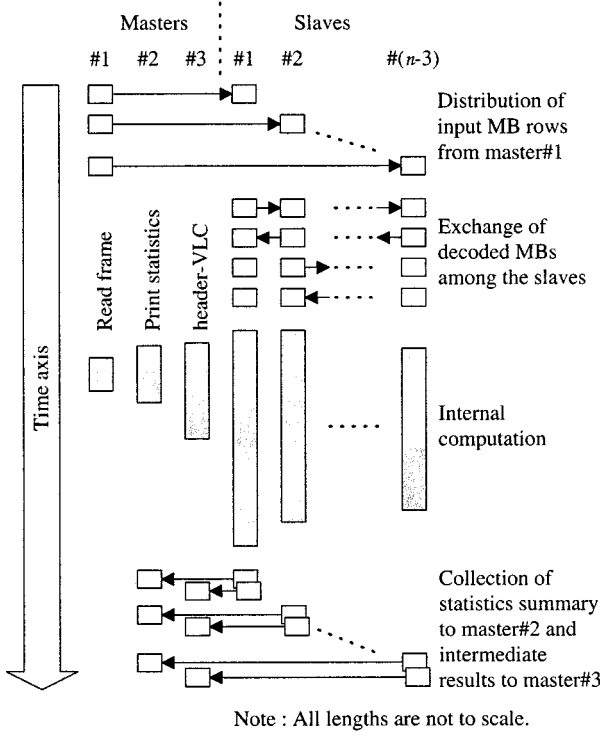 Masters
Slaves
#1
#2
#3
#1
#2
#(n-3)
Distribution of
input MB rows
from master#1
Exchange of
decoded MBs
among the slaves
Read frame
Print statistics
header-VLC
Time axis
Internal
computation
Collection of
statistics summary
to master#2 and
intermediate
results to master#3
Note : All lengths are not to scale.